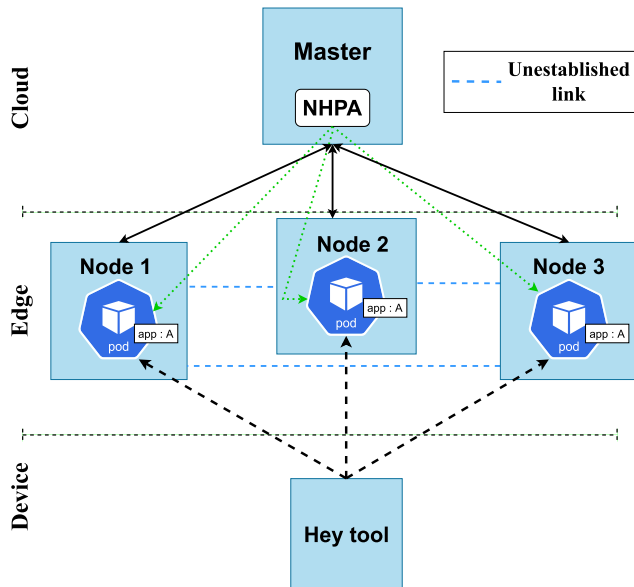 Cloud
Master
NHPA
Unestablished
link
Edge
Node 1
pod
app : A
Node 2
pod
app : A
Node 3
pod
app : A
Device
Hey tool